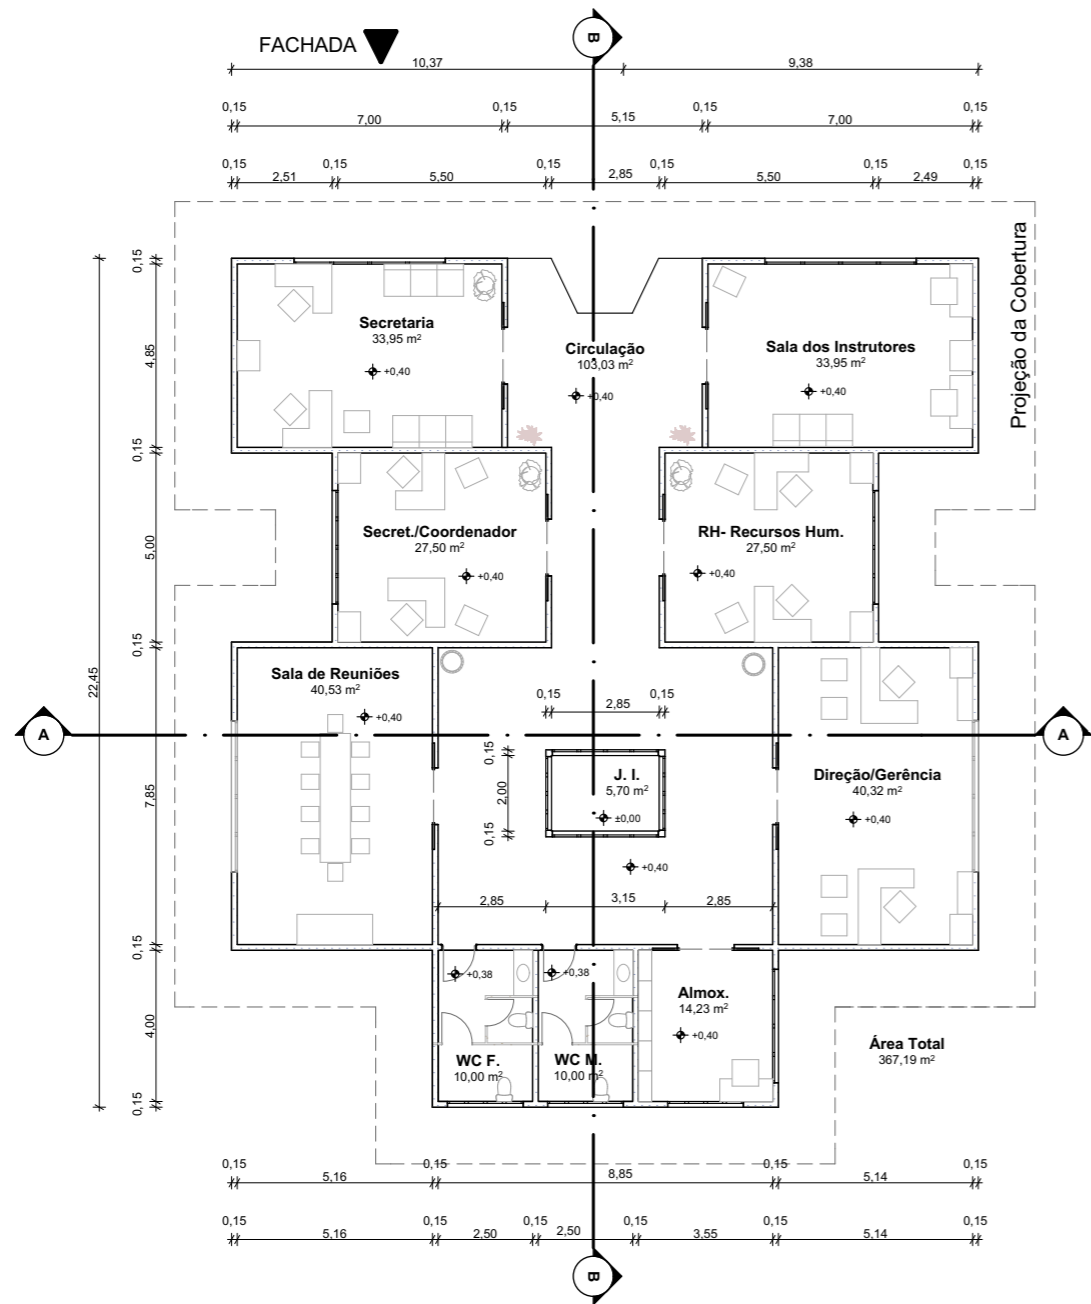 FACHADA
B
10,37
9,38
0,15
0,15
0,15
0,15
7,00
5,15
7,00
0,15
0,15
0,15
0,15
0,15
0,15
2,51
5,50
2,85
5,50
2,49
Projeção da Cobertura
0,15
4,85
0,15
5,00
0,15
7,85
0,15
4,00
0,15
22,45
Secretaria
33,95 m²
+0,40
Circulação
103,03 m²
+0,40
Sala dos Instrutores
33,95 m²
+0,40
Secret./Coordenador
27,50 m²
+0,40
RH- Recursos Hum.
27,50 m²
+0,40
Sala de Reuniões
40,53 m²
+0,40
0,15
0,15
2,85
A
A
0,15
2,00
0,15
J. I.
5,70 m²
±0,00
Direção/Gerência
40,32 m²
+0,40
+0,40
2,85
3,15
2,85
+0,38
+0,38
Almox.
14,23 m²
+0,40
WC F.
10,00 m²
WC M.
10,00 m²
Área Total
367,19 m²
0,15
0,15
0,15
0,15
5,16
8,85
5,14
0,15
0,15
0,15
0,15
0,15
0,15
5,16
2,50
2,50
3,55
5,14
B